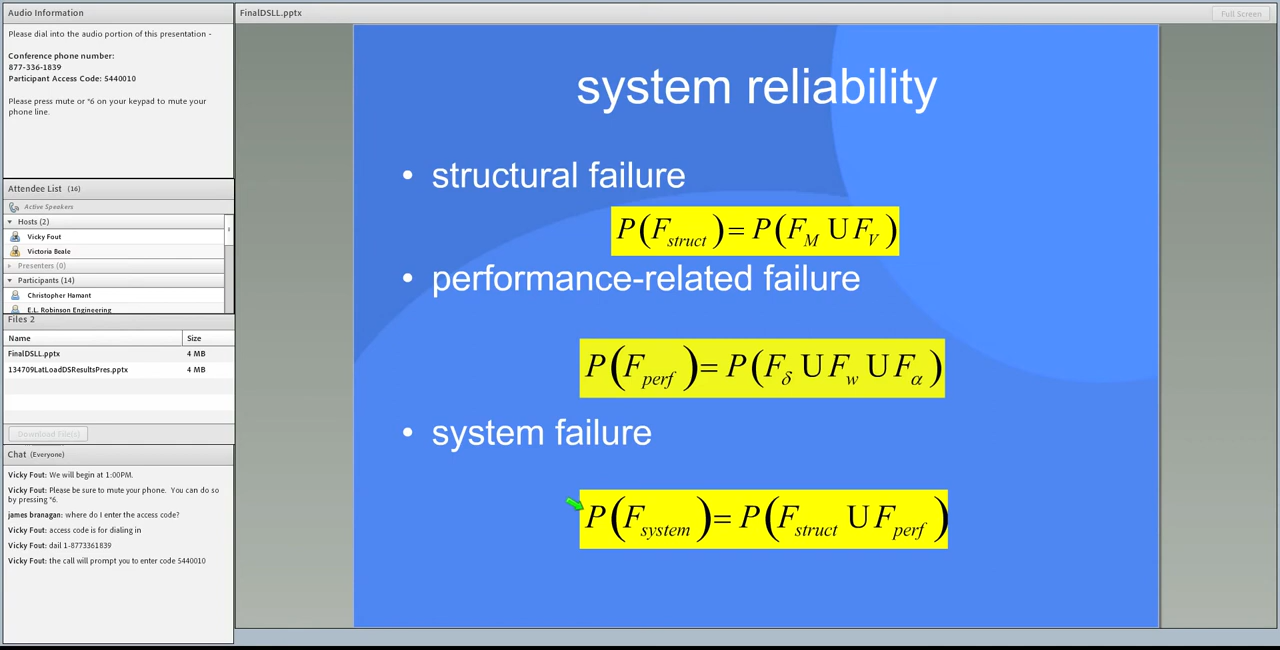 Audio Information
Please dial into the audio portion of this presentation -
Conference phone number:
877-336-1839
Participant Access Code: 5440010
Please press mute or *6 on your keypad to mute your
phone line.
Attendee List (16)
Active Speakers
Hosts (2)
Vicky Fout
Victoria Beale
Presenters (0)
Participants (14)
Christopher Hamant
E.L. Robinson Engineering
Files 2
Name Size
FinalDSLL.pptx 4 MB
134709LatLoadDSResultsPres.pptx 4 MB
Download File(s)
Chat (Everyone)
Vicky Fout: We will begin at 1:00PM.
Vicky Fout: Please be sure to mute your phone. You can do so
by pressing *6.
james branagan: where do I enter the access code?
Vicky Fout: access code is for dialing in
Vicky Fout: dail 1-8773361839
Vicky Fout: the call will prompt you to enter code 5440010
FinalDSLL.pptx
Full Screen
system reliability
• structural failure
P(F_struct) = P(F_M U F_V)
• performance-related failure
P(F_perf) = P(F_δ U F_w U F_α)
• system failure
P(F_system) = P(F_struct U F_perf)